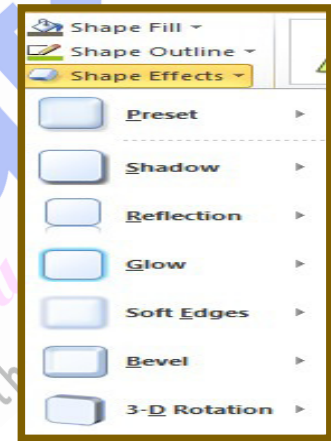 Shape Fill
Shape Outline
Shape Effects
Preset
Shadow
Reflection
Glow
Soft Edges
Bevel
3-D Rotation